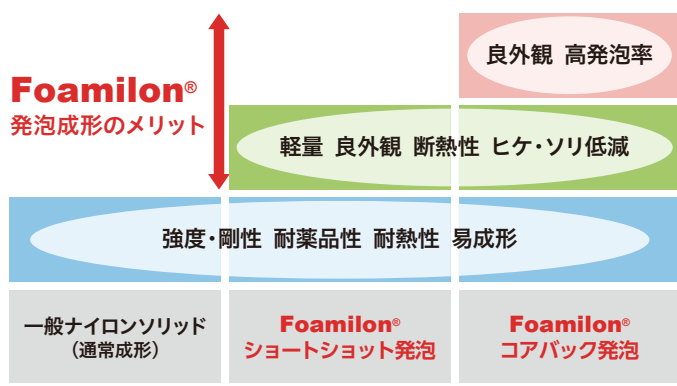 Foamilon®
発泡成形のメリット
良外観 高発泡率
軽量 良外観 断熱性 ヒケ・ソリ低減
強度・剛性 耐薬品性 耐熱性 易成形
一般ナイロンソリッド
（通常成形）
Foamilon®
ショートショット発泡
Foamilon®
コアバック発泡